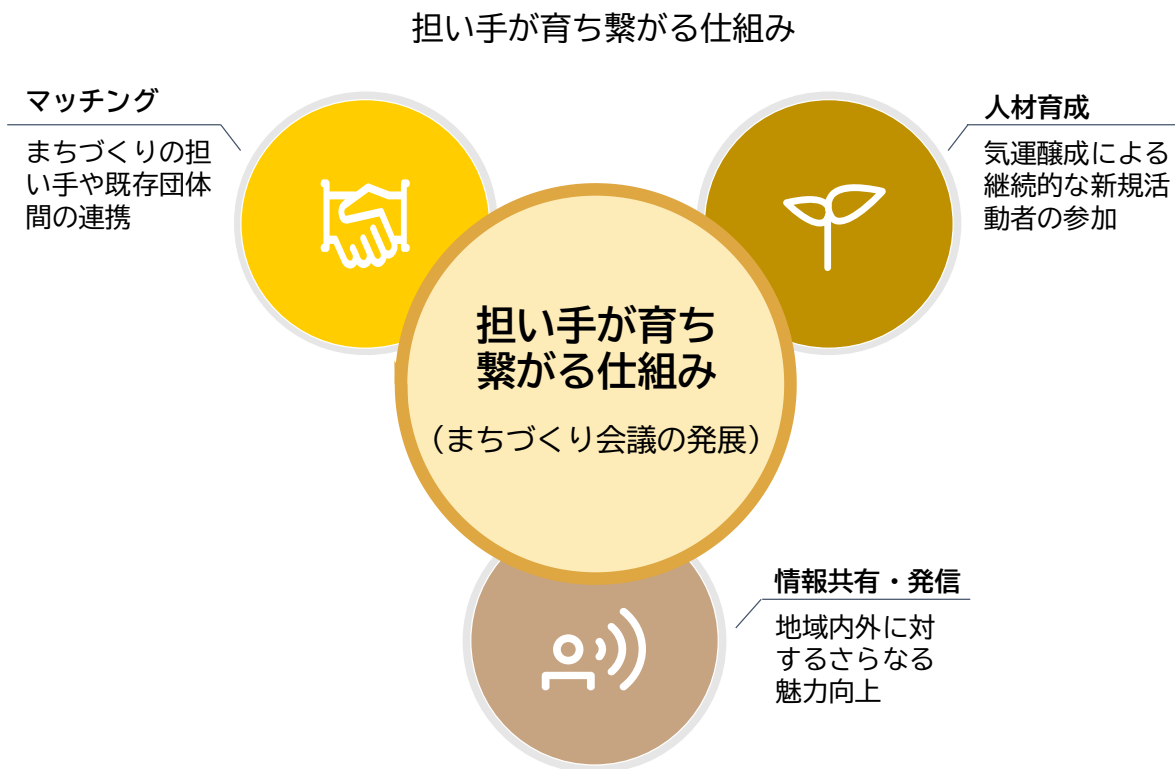 担い手が育ち繋がる仕組み
マッチング
まちづくりの担
い手や既存団体
間の連携
人材育成
気運醸成による
継続的な新規活
動者の参加
担い手が育ち
繋がる仕組み
（まちづくり会議の発展）
情報共有・発信
地域内外に対
するさらなる
魅力向上